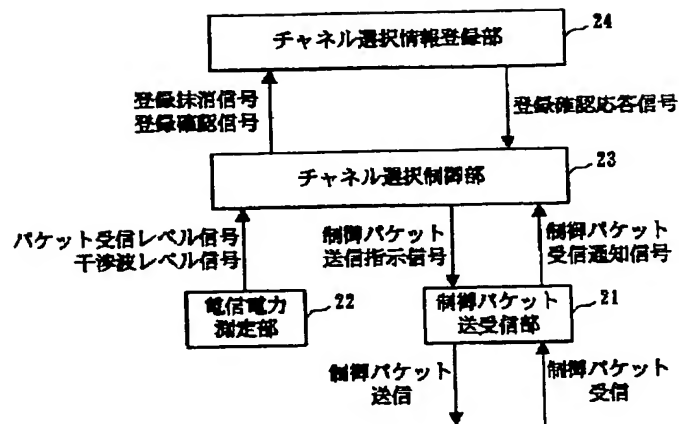 チャネル選択情報登録部
24
登録抹消信号
登録確認信号
登録確認応答信号
チャネル選択制御部
23
パケット受信レベル信号
干渉波レベル信号
制御パケット
送信指示信号
制御パケット
受信通知信号
電信電力
測定部
22
制御パケット
送受信部
21
制御パケット
送信
制御パケット
受信